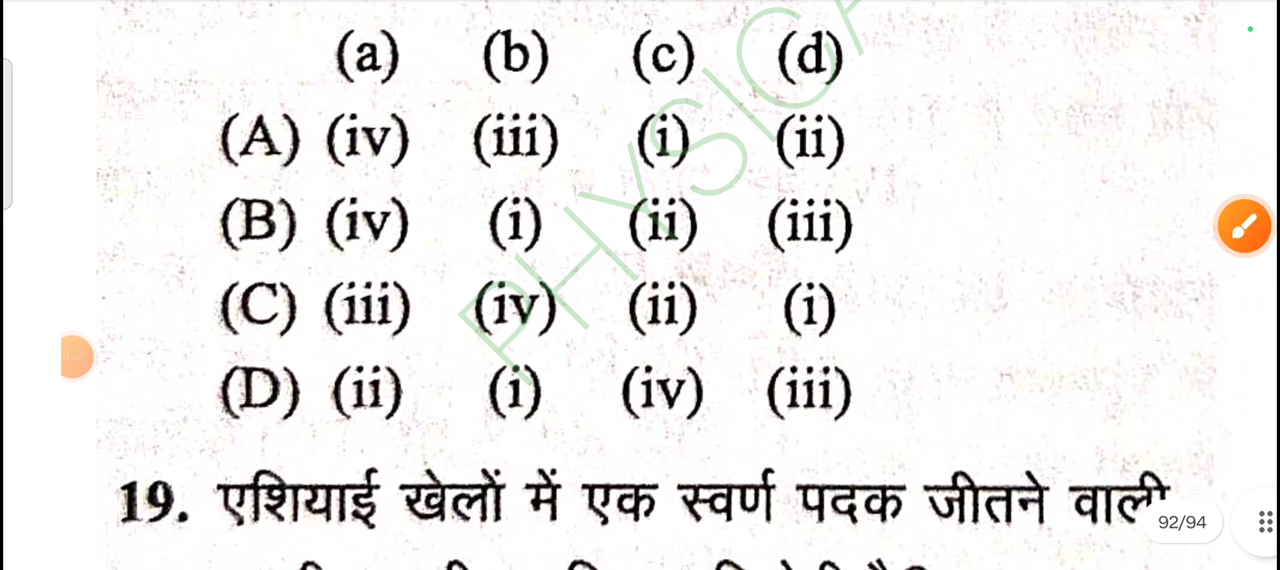 (a) (b) (c) (d)
(A) (iv) (iii) (i) (ii)
(B) (iv) (i) (ii) (iii)
(C) (iii) (iv) (ii) (i)
(D) (ii) (i) (iv) (iii)
19. एशियाई खेलों में एक स्वर्ण पदक जीतने वाली
92/94